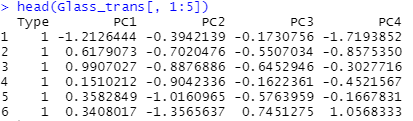 > head(Glass_trans[, 1:5])
Type PC1 PC2 PC3 PC4
1 1 -1.2126444 -0.3942139 -0.1730756 -1.7193852
2 1 0.6179073 -0.7020476 -0.5507034 -0.8575350
3 1 0.9907027 -0.8876886 -0.6452946 -0.3027716
4 1 0.1510212 -0.9042336 -0.1622361 -0.4521567
5 1 0.3582849 -1.0160965 -0.5763959 -0.1667831
6 1 0.3408017 -1.3565637 0.7451275 1.0568333